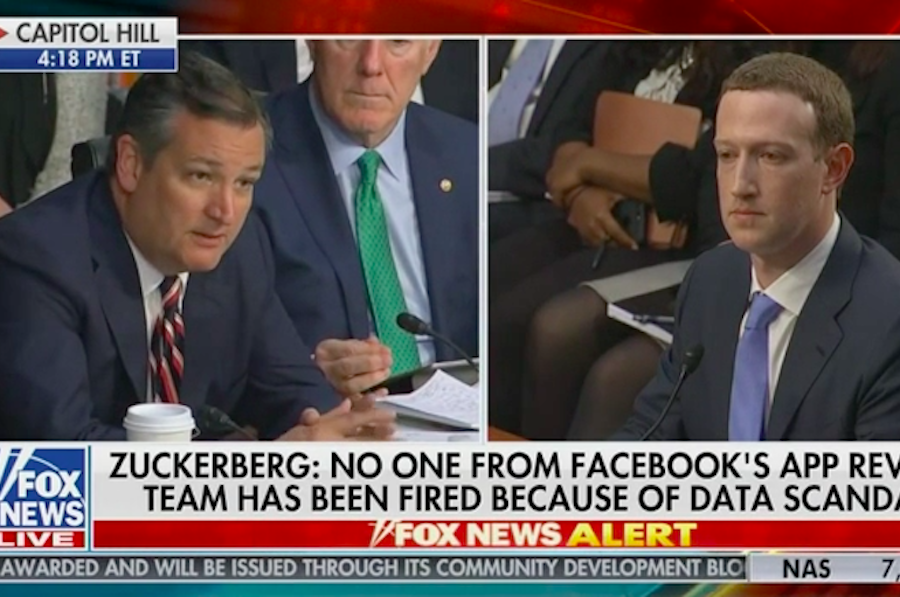 CAPITOL HILL
4:18 PM ET
FOX
NEWS
LIVE
ZUCKERBERG: NO ONE FROM FACEBOOK'S APP REV
TEAM HAS BEEN FIRED BECAUSE OF DATA SCANDA
FOX NEWS ALERT
AWARDED AND WILL BE ISSUED THROUGH ITS COMMUNITY DEVELOPMENT BLO
NAS 7,